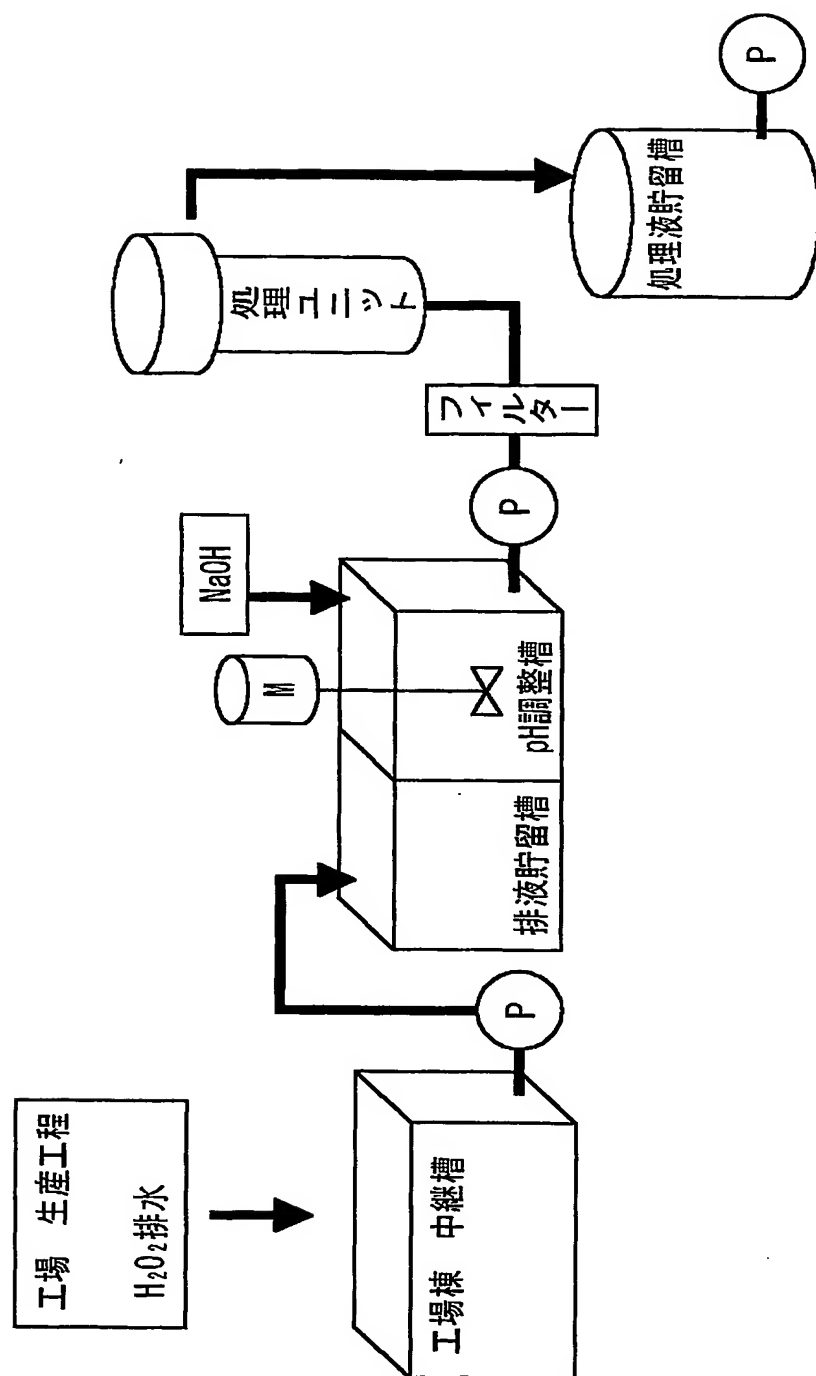 工場 生産工程
H₂O₂排水
工場棟 中継槽
P
排液貯留槽
M
NaOH
pH調整槽
P
フィルター
処理ユニット
処理液貯留槽
P